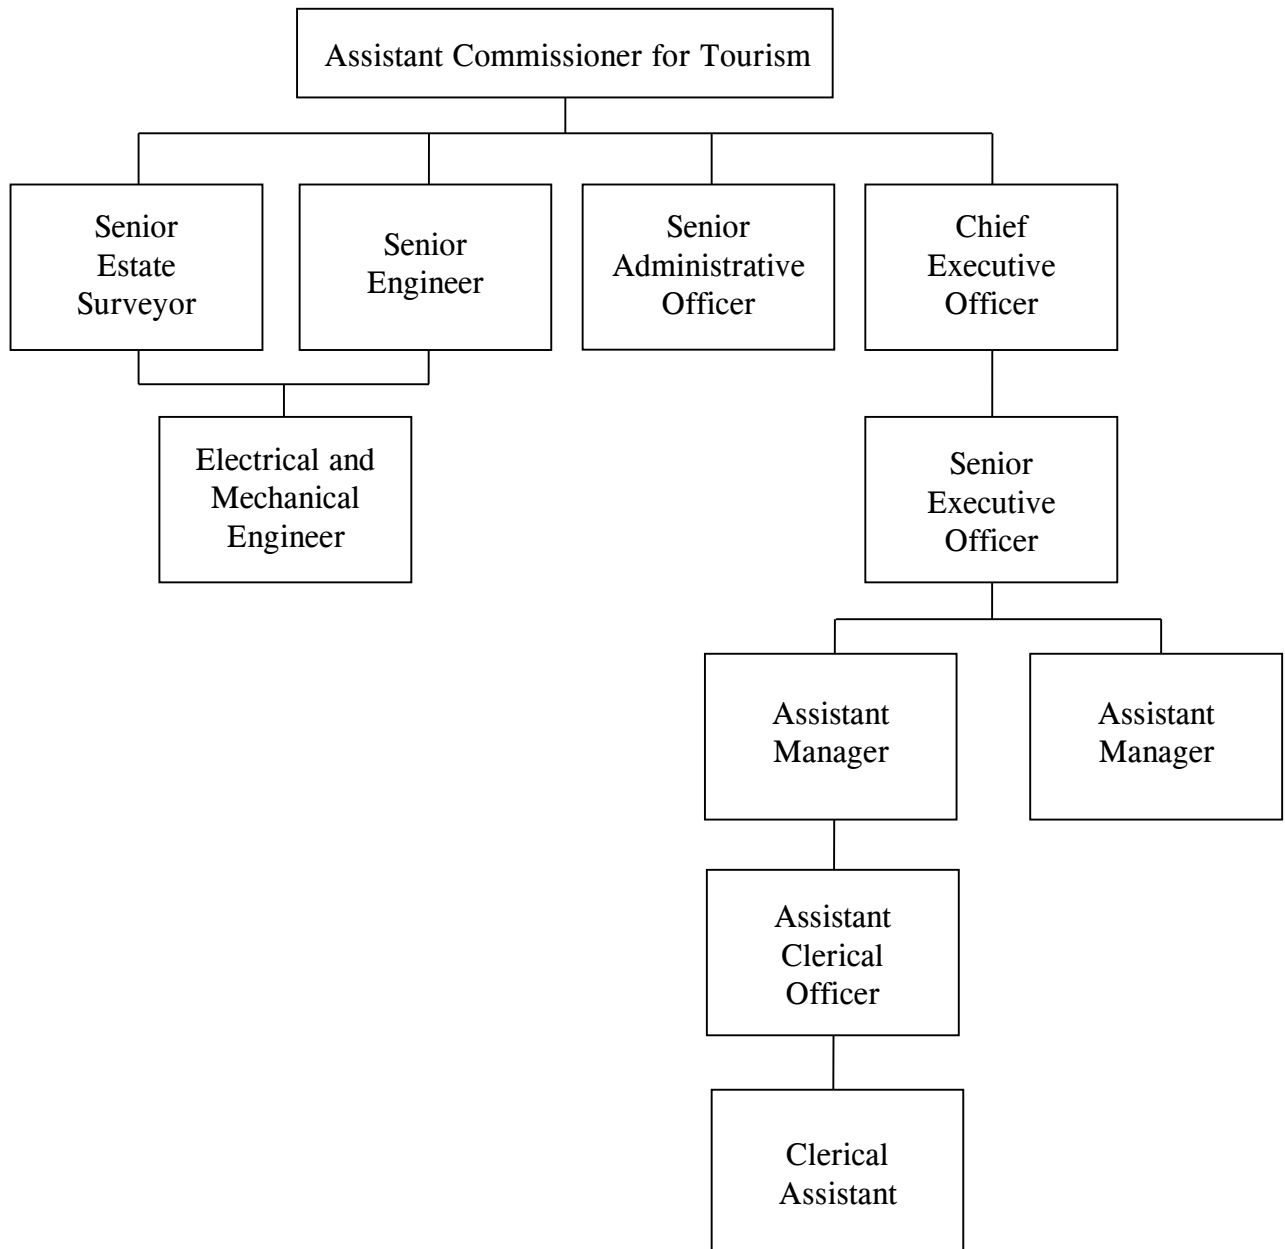 Assistant Commissioner for Tourism
Senior
Estate
Surveyor
Senior
Engineer
Senior
Administrative
Officer
Chief
Executive
Officer
Electrical and
Mechanical
Engineer
Senior
Executive
Officer
Assistant
Manager
Assistant
Manager
Assistant
Clerical
Officer
Clerical
Assistant